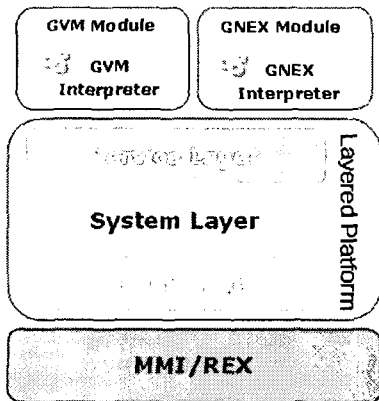 GVM Module
GVM
Interpreter
GNEX Module
GNEX
Interpreter
System Layer
Layered Platform
MMI/REX